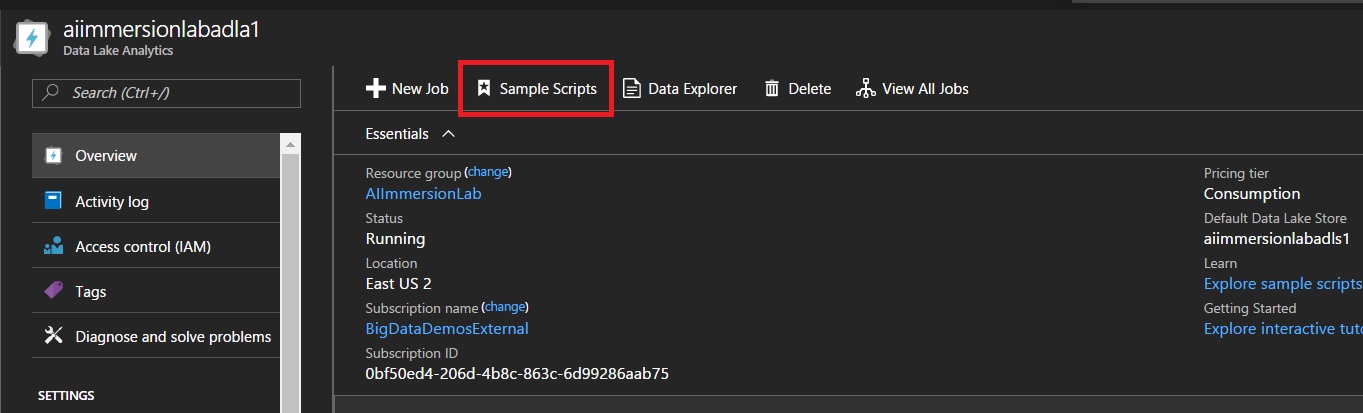 aiimmersionlabadla1
Data Lake Analytics
Search (Ctrl+/)
Overview
Activity log
Access control (IAM)
Tags
Diagnose and solve problems
SETTINGS
New Job Sample Scripts Data Explorer Delete View All Jobs
Essentials
Resource group (change)
AIImmersionLab
Status
Running
Location
East US 2
Subscription name (change)
BigDataDemosExternal
Subscription ID
0bf50ed4-206d-4b8c-863c-6d99286aab75
Pricing tier
Consumption
Default Data Lake Store
aiimmersionlabadls1
Learn
Explore sample scripts
Getting Started
Explore interactive tuto